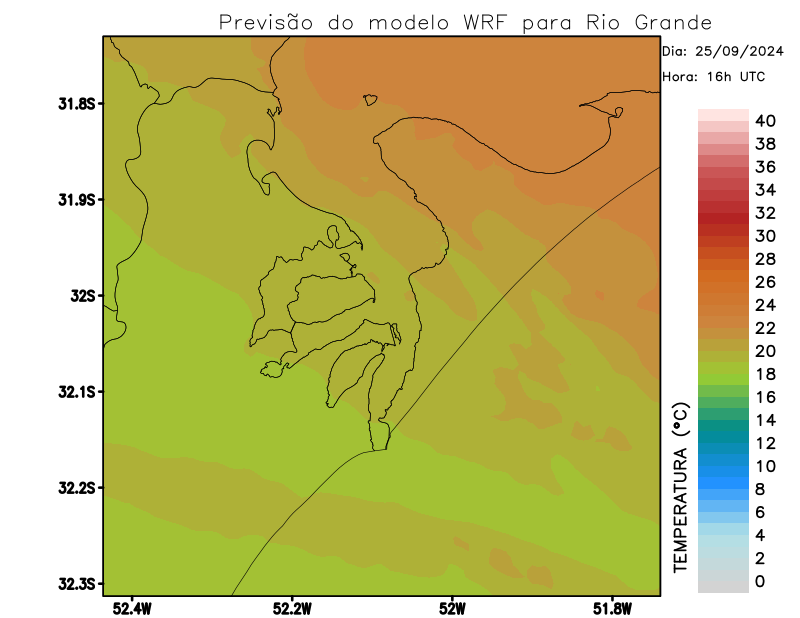 Previsão do modelo WRF para Rio Grande
Dia: 25/09/2024
Hora: 16h UTC
31.8S
31.9S
32S
32.1S
32.2S
32.3S
52.4W
52.2W
52W
51.8W
TEMPERATURA (°C)
40
38
36
34
32
30
28
26
24
22
20
18
16
14
12
10
8
6
4
2
0